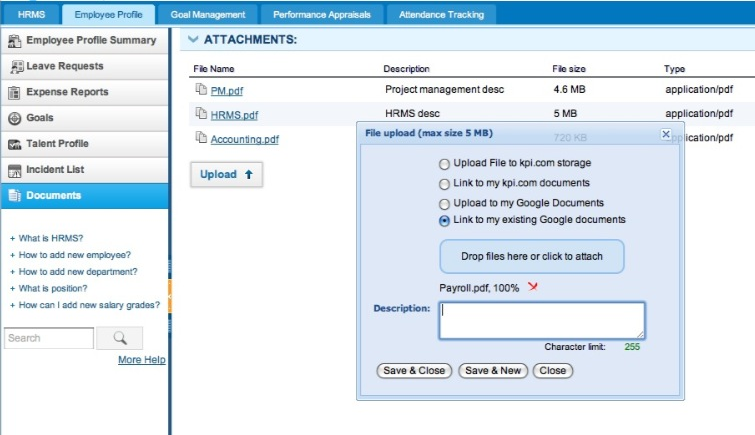 HRMS Employee Profile Goal Management Performance Appraisals Attendance Tracking
Employee Profile Summary
Leave Requests
Expense Reports
Goals
Talent Profile
Incident List
Documents
+ What is HRMS?
+ How to add new employee?
+ How to add new department?
+ What is position?
+ How can I add new salary grades?
Search
More Help
ATTACHMENTS:
File Name Description File size Type
PM.pdf Project management desc 4.6 MB application/pdf
HRMS.pdf HRMS desc 5 MB application/pdf
Accounting.pdf 720 KB plication/pdf
Upload
File upload (max size 5 MB)
Upload File to kpi.com storage
Link to my kpi.com documents
Upload to my Google Documents
Link to my existing Google documents
Drop files here or click to attach
Payroll.pdf, 100%
Description:
Character limit: 255
Save & Close Save & New Close